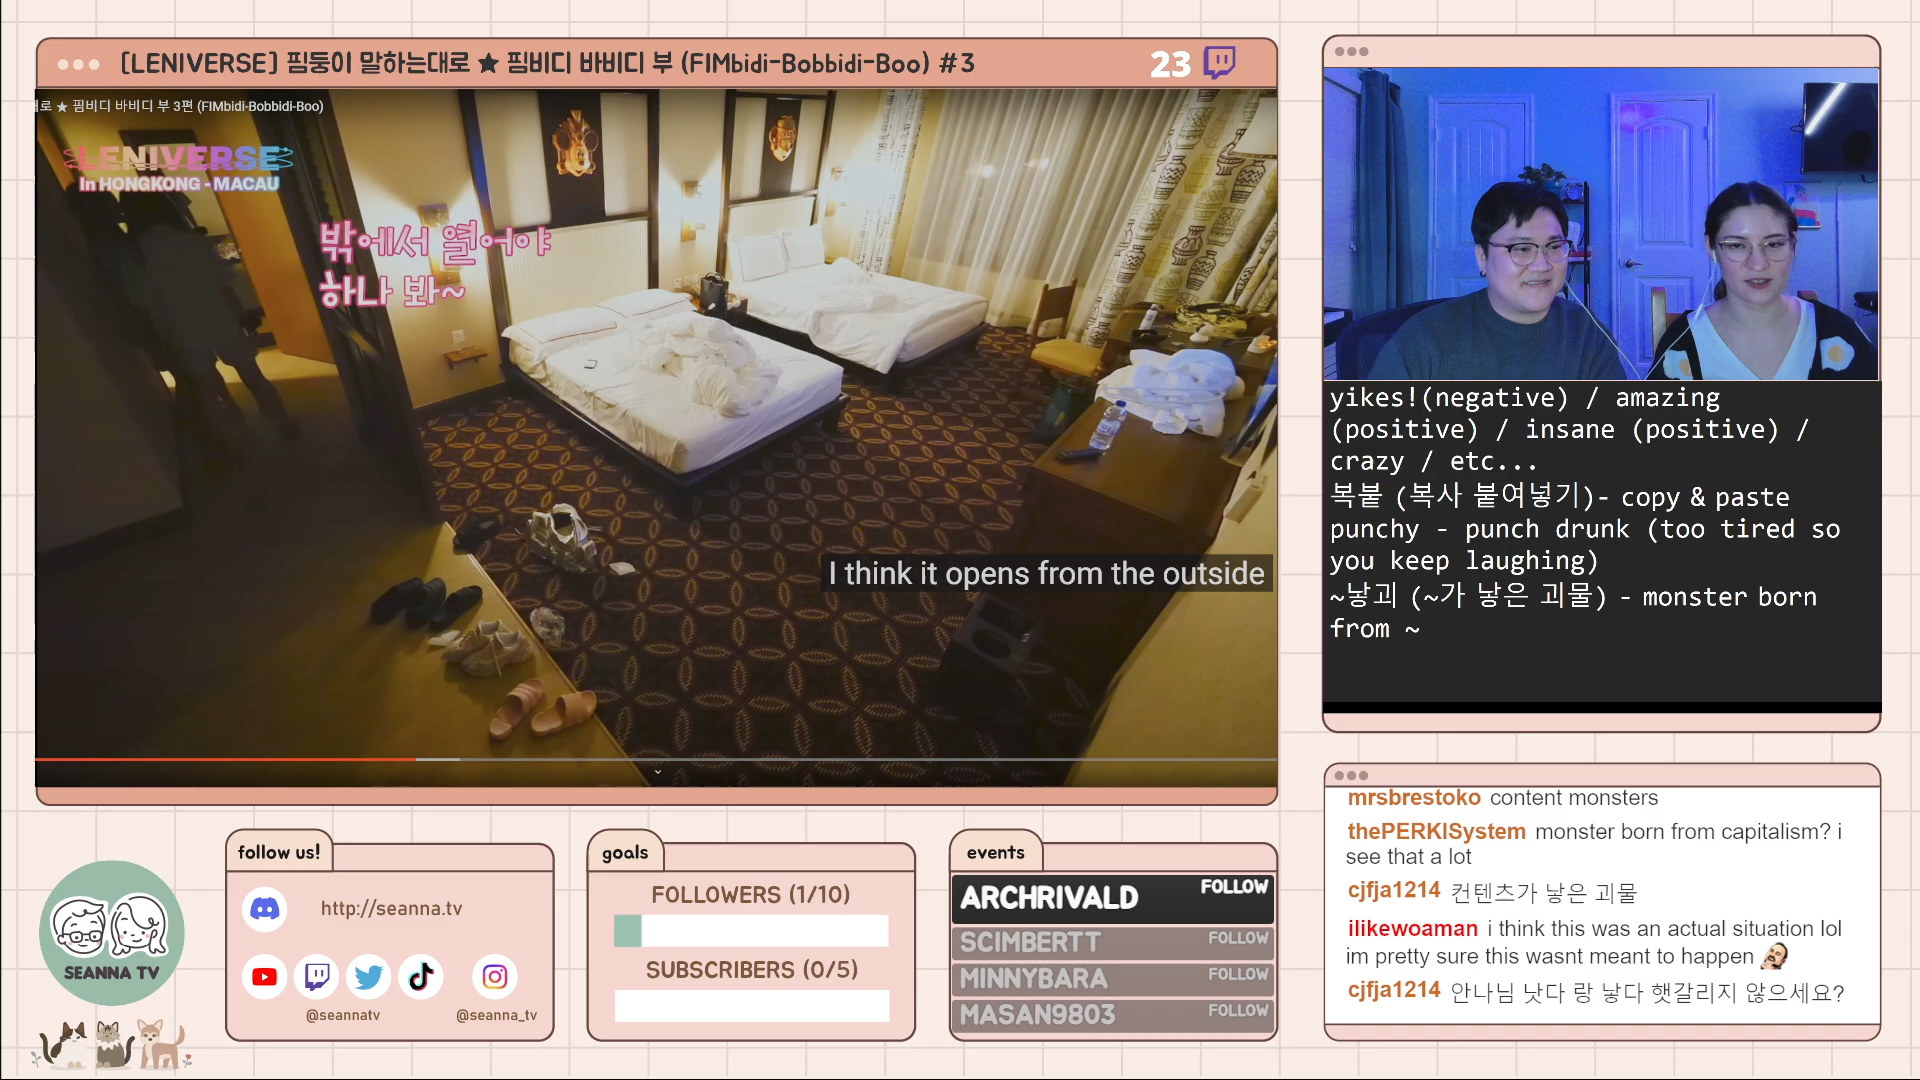 [LENIVERSE] 핌둥이 말하는대로 ★ 핌비디 바비디 부 (FIMbidi-Bobbidi-Boo) #3
23
대로 ★ 핌비디 바비디 부 3편 (FIMbidi-Bobbidi-Boo)
LENIVERSE
In HONGKONG - MACAU
밖에서 열어야
하나 봐~
I think it opens from the outside
yikes!(negative) / amazing
(positive) / insane (positive) /
crazy / etc...
복붙 (복사 붙여넣기)- copy & paste
punchy - punch drunk (too tired so
you keep laughing)
~낳괴 (~가 낳은 괴물) - monster born
from ~
mrsbrestoko content monsters
thePERKISystem monster born from capitalism? i
see that a lot
cjfja1214 컨텐츠가 낳은 괴물
ilikewoaman i think this was an actual situation lol
im pretty sure this wasnt meant to happen
cjfja1214 안나님 낫다 랑 낳다 햇갈리지 않으세요?
SEANNA TV
follow us!
http://seanna.tv
@seannatv
@seanna_tv
goals
FOLLOWERS (1/10)
SUBSCRIBERS (0/5)
events
ARCHRIVALD FOLLOW
SCIMBERTT FOLLOW
MINNYBARA FOLLOW
MASAN9803 FOLLOW